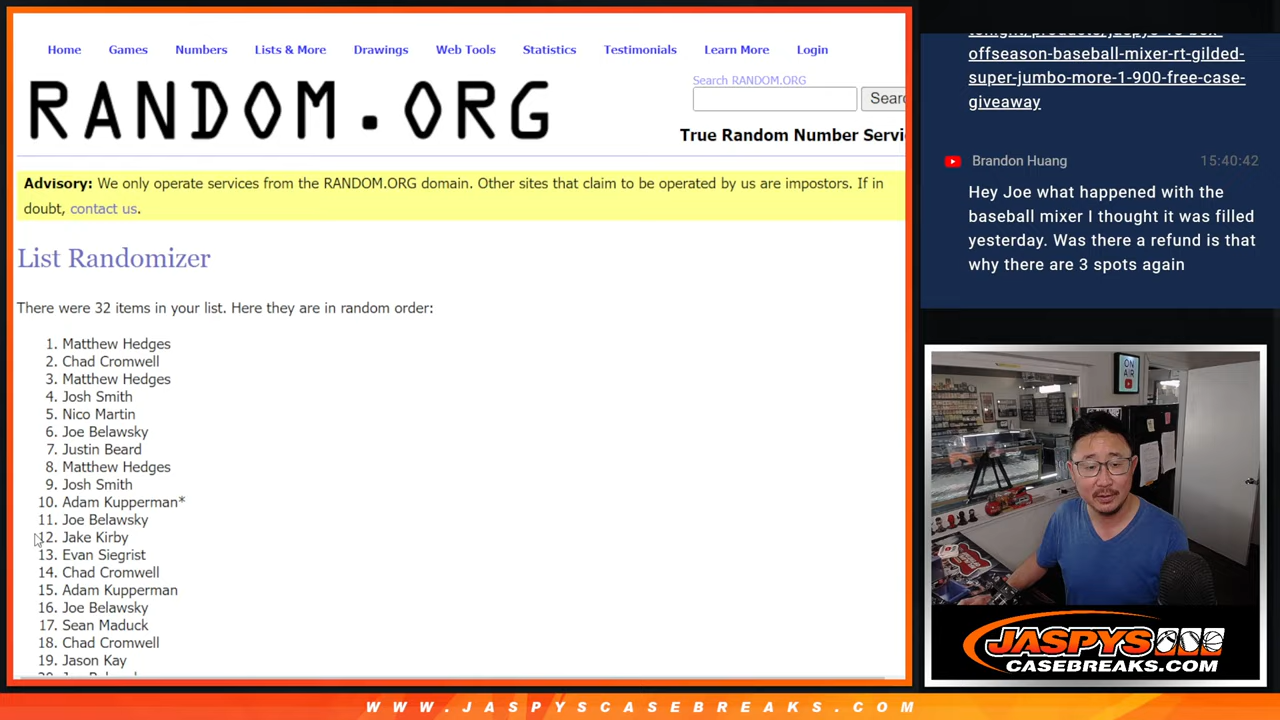 Home Games Numbers Lists & More Drawings Web Tools Statistics Testimonials Learn More Login
RANDOM.ORG
Search RANDOM.ORG
Searc
True Random Number Servi
Advisory: We only operate services from the RANDOM.ORG domain. Other sites that claim to be operated by us are impostors. If in
doubt, contact us.
List Randomizer
There were 32 items in your list. Here they are in random order:
1. Matthew Hedges
2. Chad Cromwell
3. Matthew Hedges
4. Josh Smith
5. Nico Martin
6. Joe Belawsky
7. Justin Beard
8. Matthew Hedges
9. Josh Smith
10. Adam Kupperman*
11. Joe Belawsky
12. Jake Kirby
13. Evan Siegrist
14. Chad Cromwell
15. Adam Kupperman
16. Joe Belawsky
17. Sean Maduck
18. Chad Cromwell
19. Jason Kay
offseason-baseball-mixer-rt-gilded-
super-jumbo-more-1-900-free-case-
giveaway
Brandon Huang 15:40:42
Hey Joe what happened with the
baseball mixer I thought it was filled
yesterday. Was there a refund is that
why there are 3 spots again
ON
AIR
JASPYS
CASEBREAKS.COM
WWW.JASPYSCASEBREAKS.COM